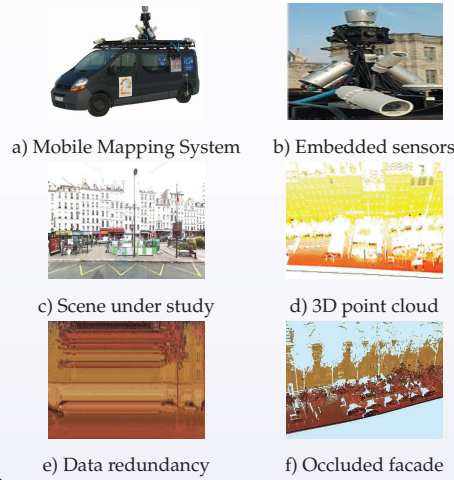 a) Mobile Mapping System
b) Embedded sensors
c) Scene under study
d) 3D point cloud
e) Data redundancy
f) Occluded facade